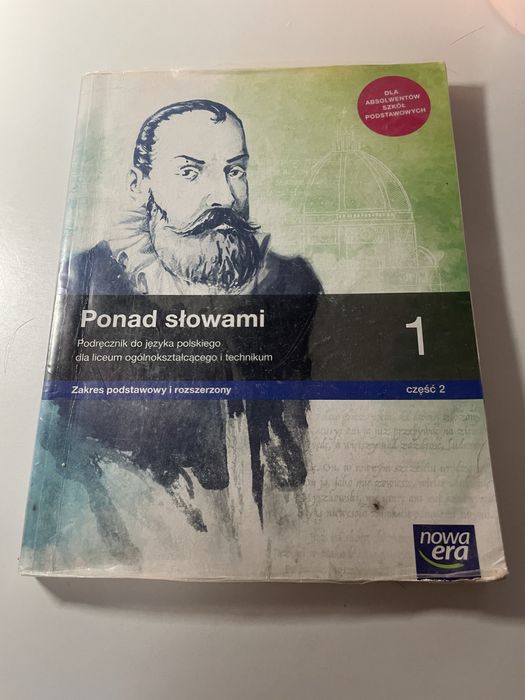 DLA
ABSOLWENTÓW
SZKÓŁ
PODSTAWOWYCH
Ponad słowami
1
Podręcznik do języka polskiego
dla liceum ogólnokształcącego i technikum
Zakres podstawowy i rozszerzony
część 2
nowa
era